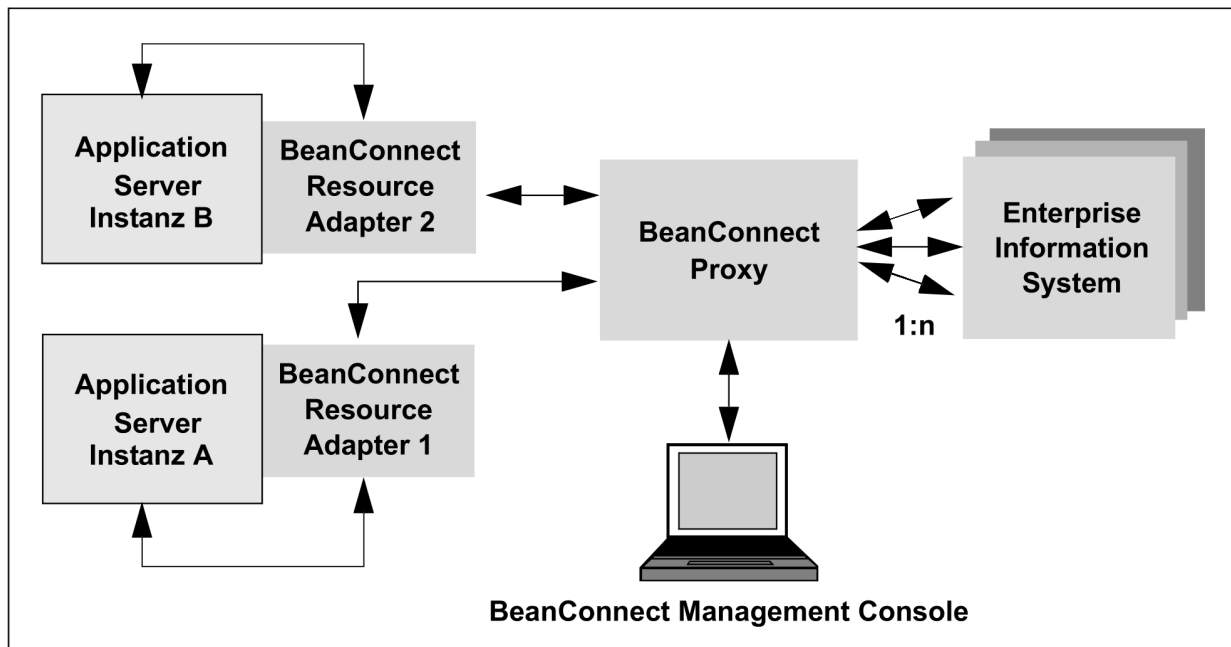 Application
Server
Instanz B
BeanConnect
Resource
Adapter 2
BeanConnect
Proxy
Enterprise
Information
System
1:n
Application
Server
Instanz A
BeanConnect
Resource
Adapter 1
BeanConnect Management Console